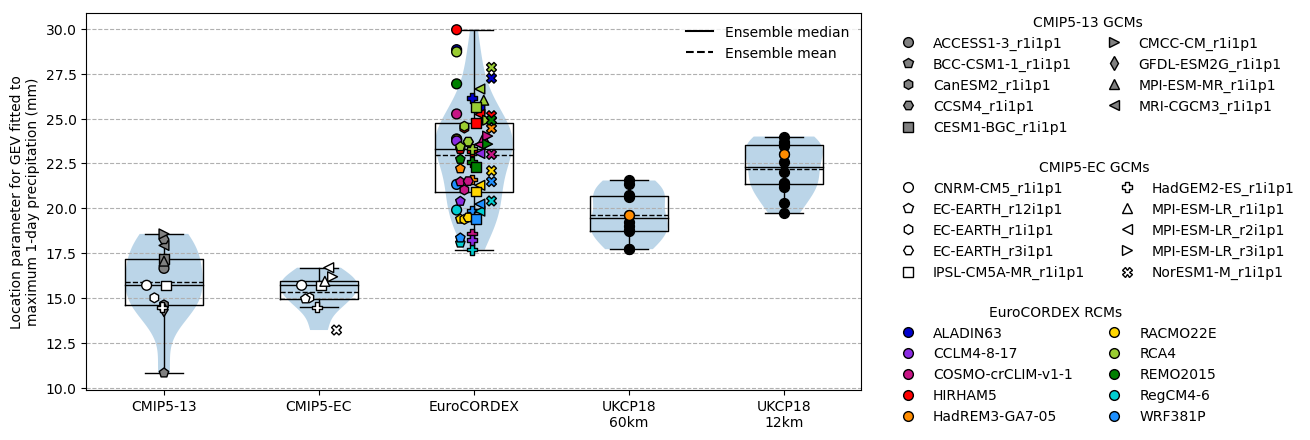 Location parameter for GEV fitted to
maximum 1-day precipitation (mm)
30.0
27.5
25.0
22.5
20.0
17.5
15.0
12.5
10.0
Ensemble median
Ensemble mean
CMIP5-13
CMIP5-EC
EuroCORDEX
UKCP18
60km
UKCP18
12km
CMIP5-13 GCMs
ACCESS1-3_r1i1p1
BCC-CSM1-1_r1i1p1
CanESM2_r1i1p1
CCSM4_r1i1p1
CESM1-BGC_r1i1p1
CMCC-CM_r1i1p1
GFDL-ESM2G_r1i1p1
MPI-ESM-MR_r1i1p1
MRI-CGCM3_r1i1p1
CMIP5-EC GCMs
CNRM-CM5_r1i1p1
EC-EARTH_r12i1p1
EC-EARTH_r1i1p1
EC-EARTH_r3i1p1
IPSL-CM5A-MR_r1i1p1
HadGEM2-ES_r1i1p1
MPI-ESM-LR_r1i1p1
MPI-ESM-LR_r2i1p1
MPI-ESM-LR_r3i1p1
NorESM1-M_r1i1p1
EuroCORDEX RCMs
ALADIN63
CCLM4-8-17
COSMO-crCLIM-v1-1
HIRHAM5
HadREM3-GA7-05
RACMO22E
RCA4
REMO2015
RegCM4-6
WRF381P